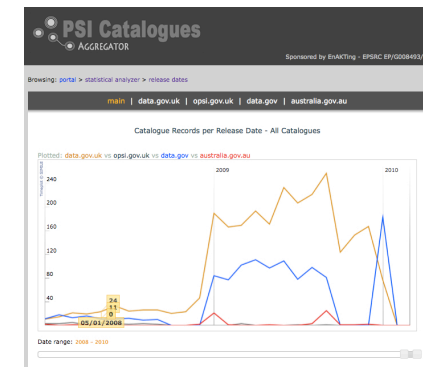 PSI Catalogues
AGGREGATOR
Sponsored by EnAKTing - EPSRC EP/G008493/
Browsing: portal > statistical analyzer > release dates
main | data.gov.uk | opsi.gov.uk | data.gov | australia.gov.au
Catalogue Records per Release Date - All Catalogues
Plotted: data.gov.uk vs opsi.gov.uk vs data.gov vs australia.gov.au
2009 2010
240
200
160
120
80
40
24
11
0
05/01/2008
Date range: 2008 - 2010